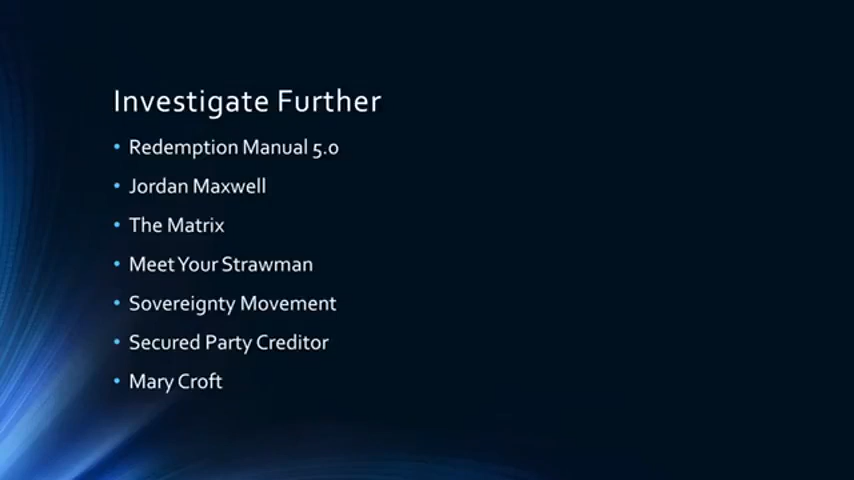 Investigate Further
• Redemption Manual 5.0
• Jordan Maxwell
• The Matrix
• Meet Your Strawman
• Sovereignty Movement
• Secured Party Creditor
• Mary Croft